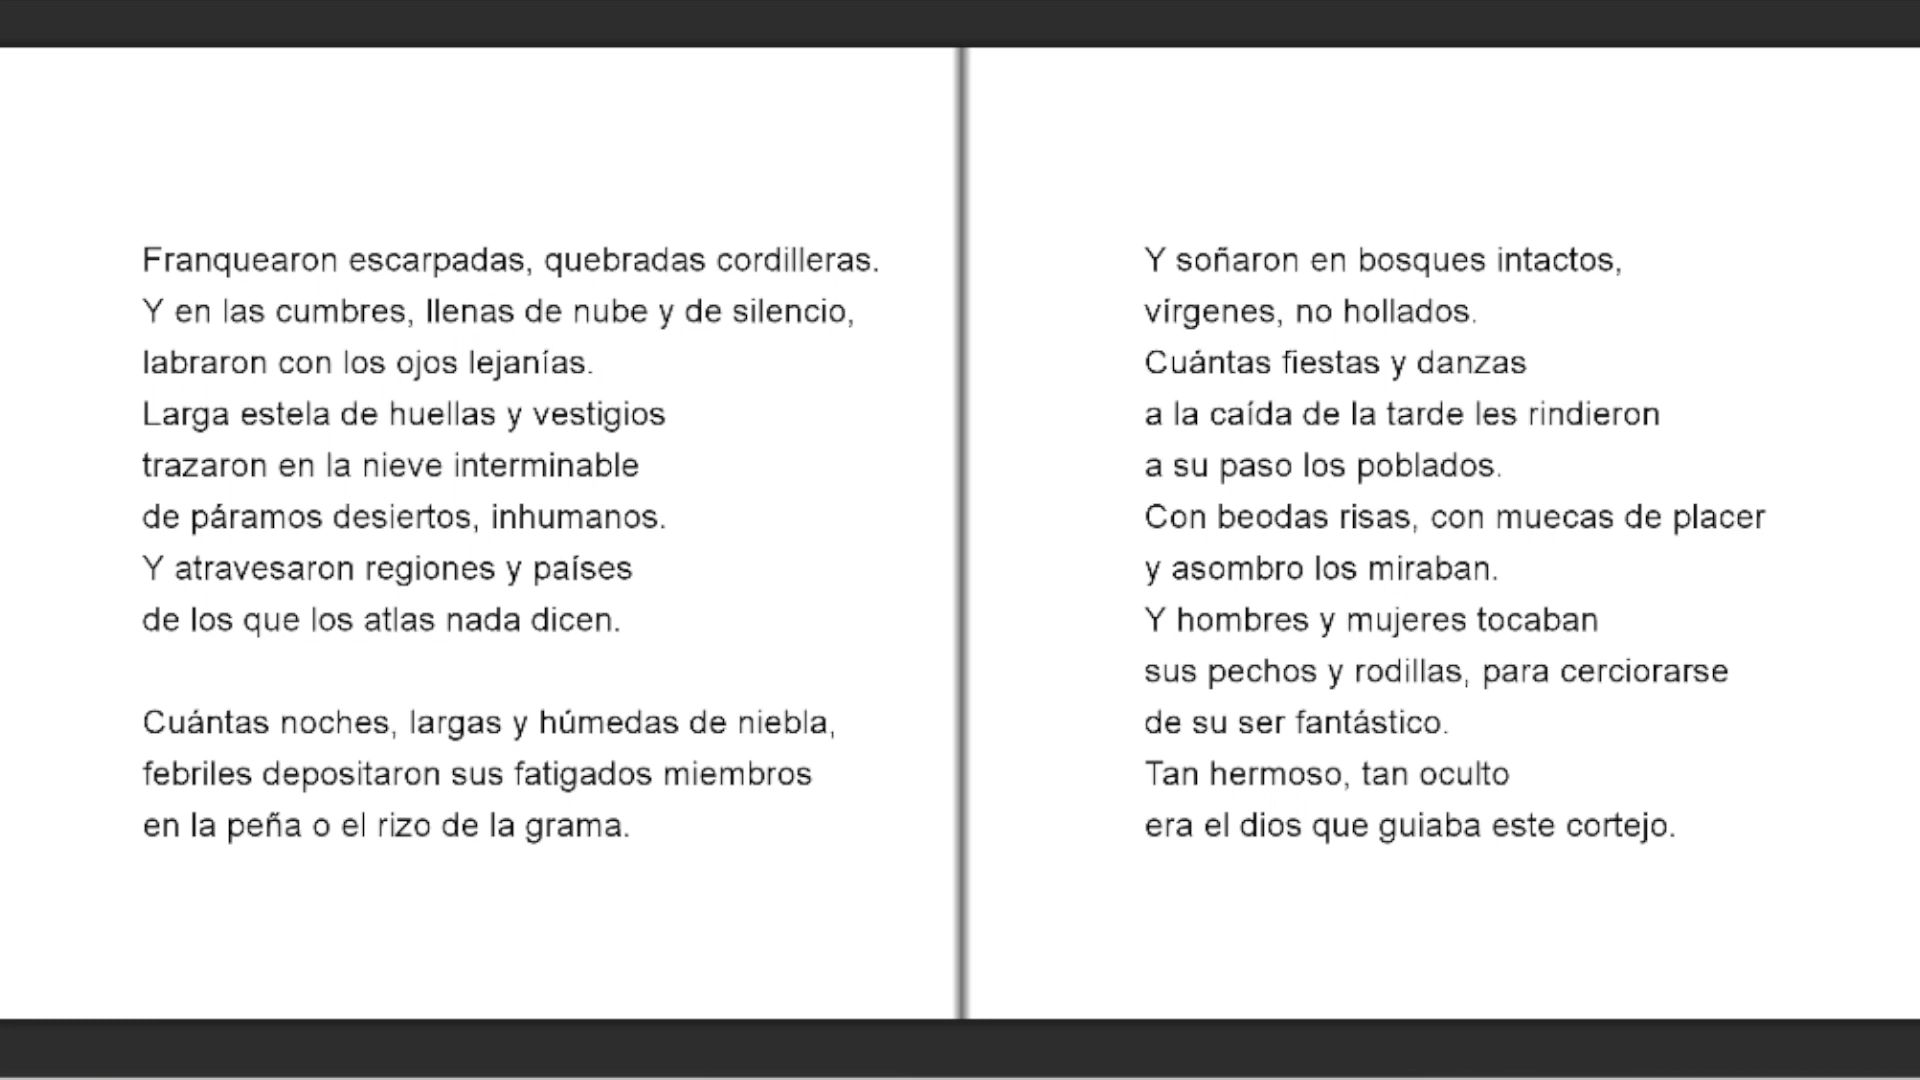 Franquearon escarpadas, quebradas cordilleras.
Y en las cumbres, llenas de nube y de silencio,
labraron con los ojos lejanías.
Larga estela de huellas y vestigios
trazaron en la nieve interminable
de páramos desiertos, inhumanos.
Y atravesaron regiones y países
de los que los atlas nada dicen.

Cuántas noches, largas y húmedas de niebla,
febriles depositaron sus fatigados miembros
en la peña o el rizo de la grama.

Y soñaron en bosques intactos,
vírgenes, no hollados.
Cuántas fiestas y danzas
a la caída de la tarde les rindieron
a su paso los poblados.
Con beodas risas, con muecas de placer
y asombro los miraban.
Y hombres y mujeres tocaban
sus pechos y rodillas, para cerciorarse
de su ser fantástico.
Tan hermoso, tan oculto
era el dios que guiaba este cortejo.